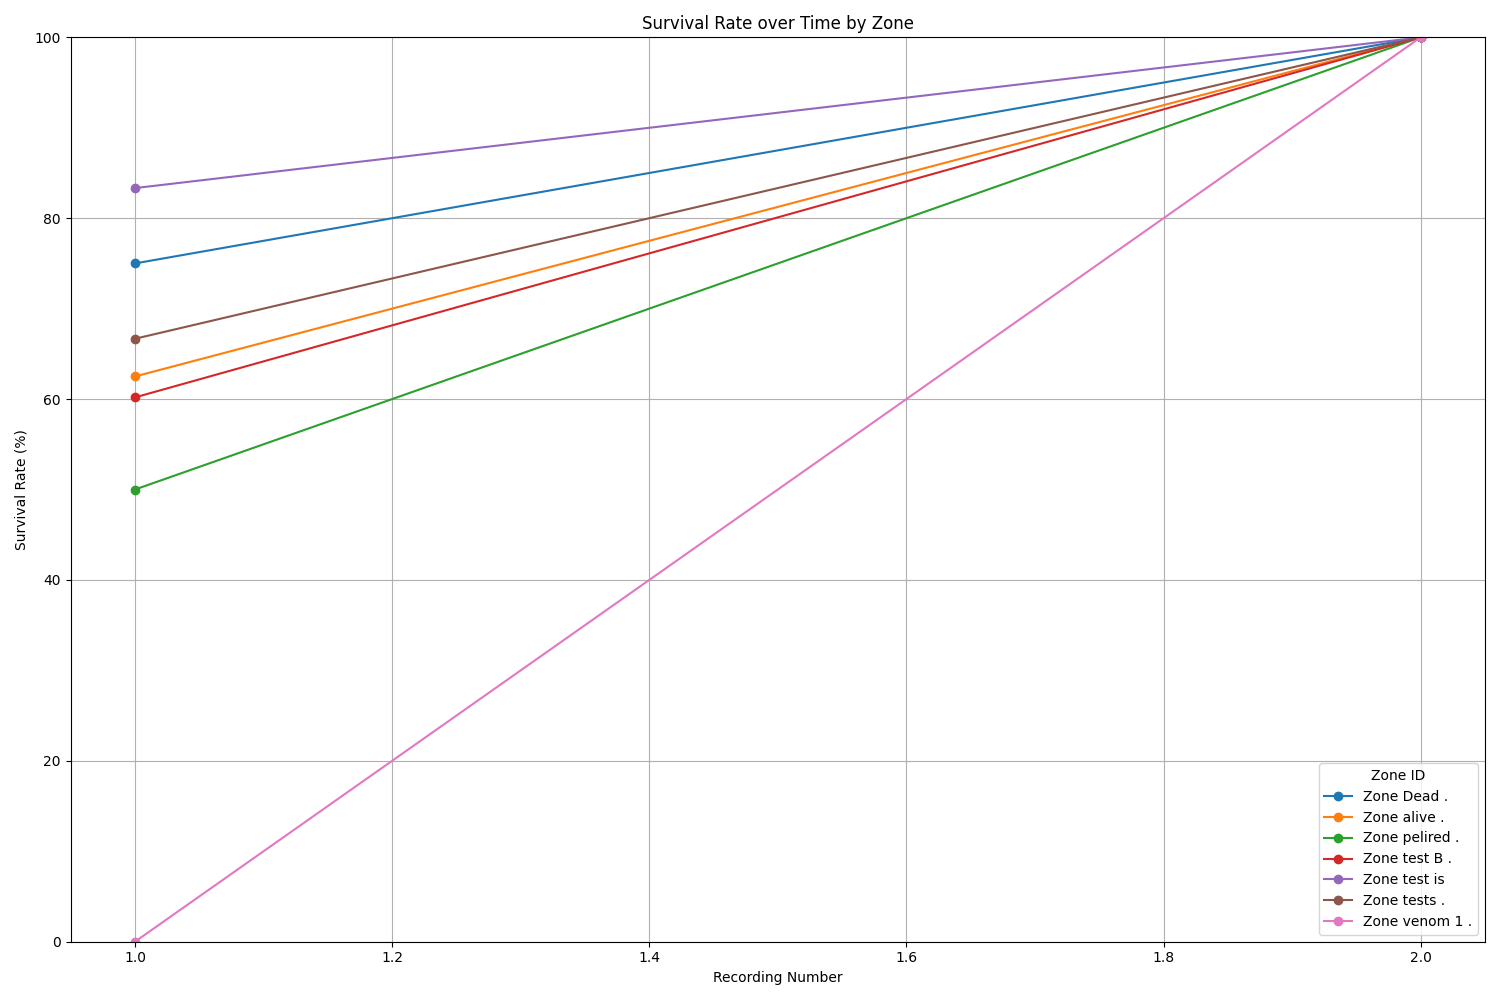 Survival Rate over Time by Zone
100
80
60
40
20
0
Survival Rate (%)
1.0 1.2 1.4 1.6 1.8 2.0
Recording Number
Zone ID
Zone Dead .
Zone alive .
Zone pelired .
Zone test B .
Zone test is
Zone tests .
Zone venom 1 .